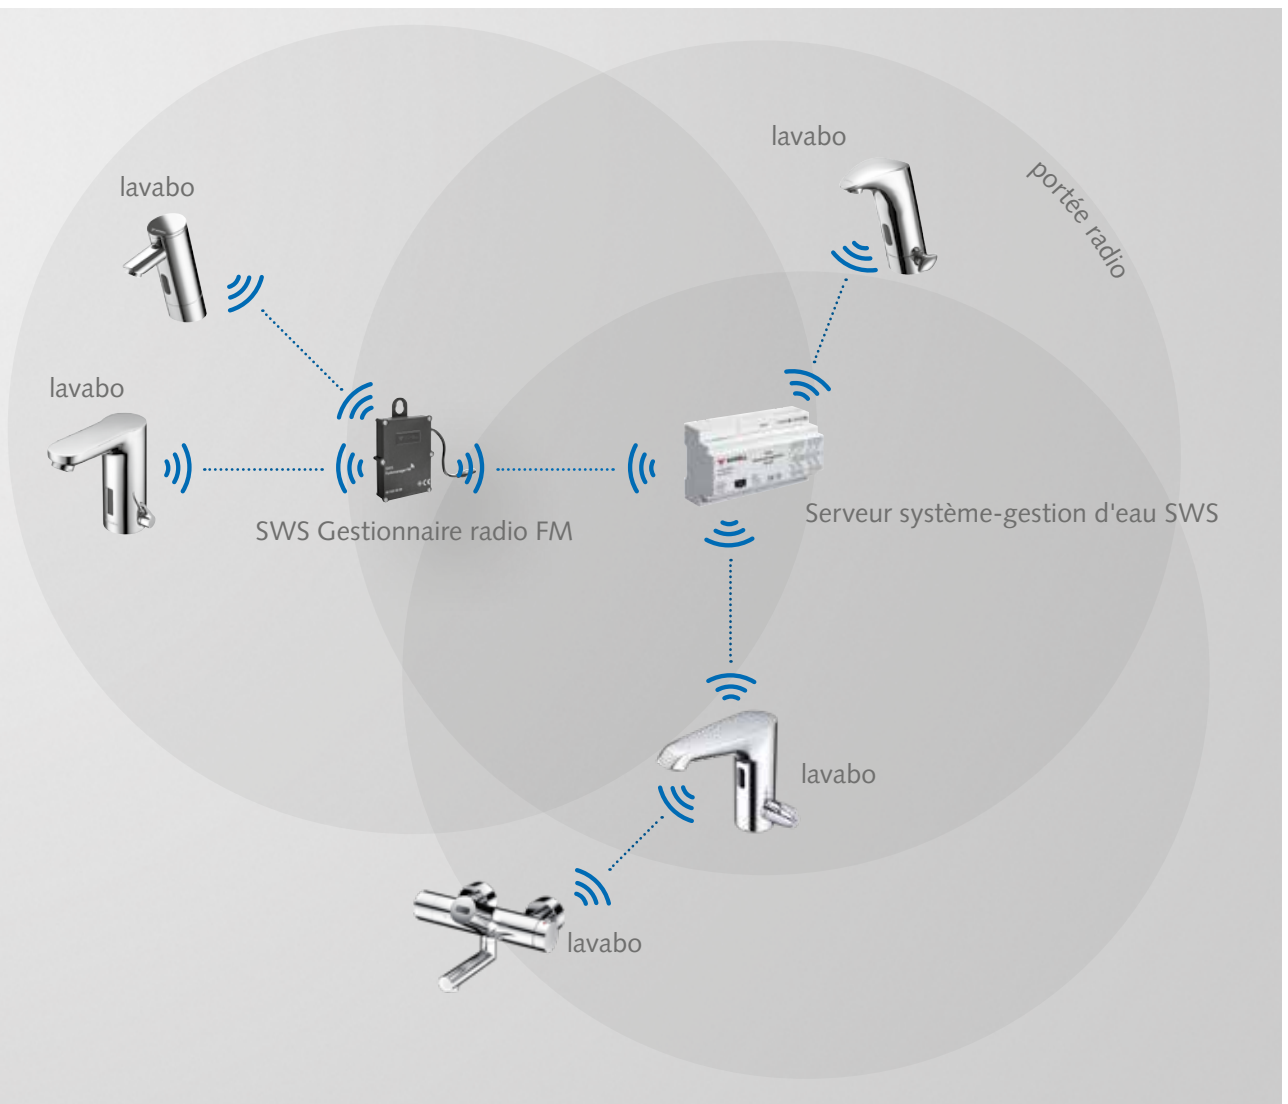 lavabo
portée radio
lavabo
lavabo
SWS Gestionnaire radio FM
Serveur système-gestion d'eau SWS
lavabo
lavabo